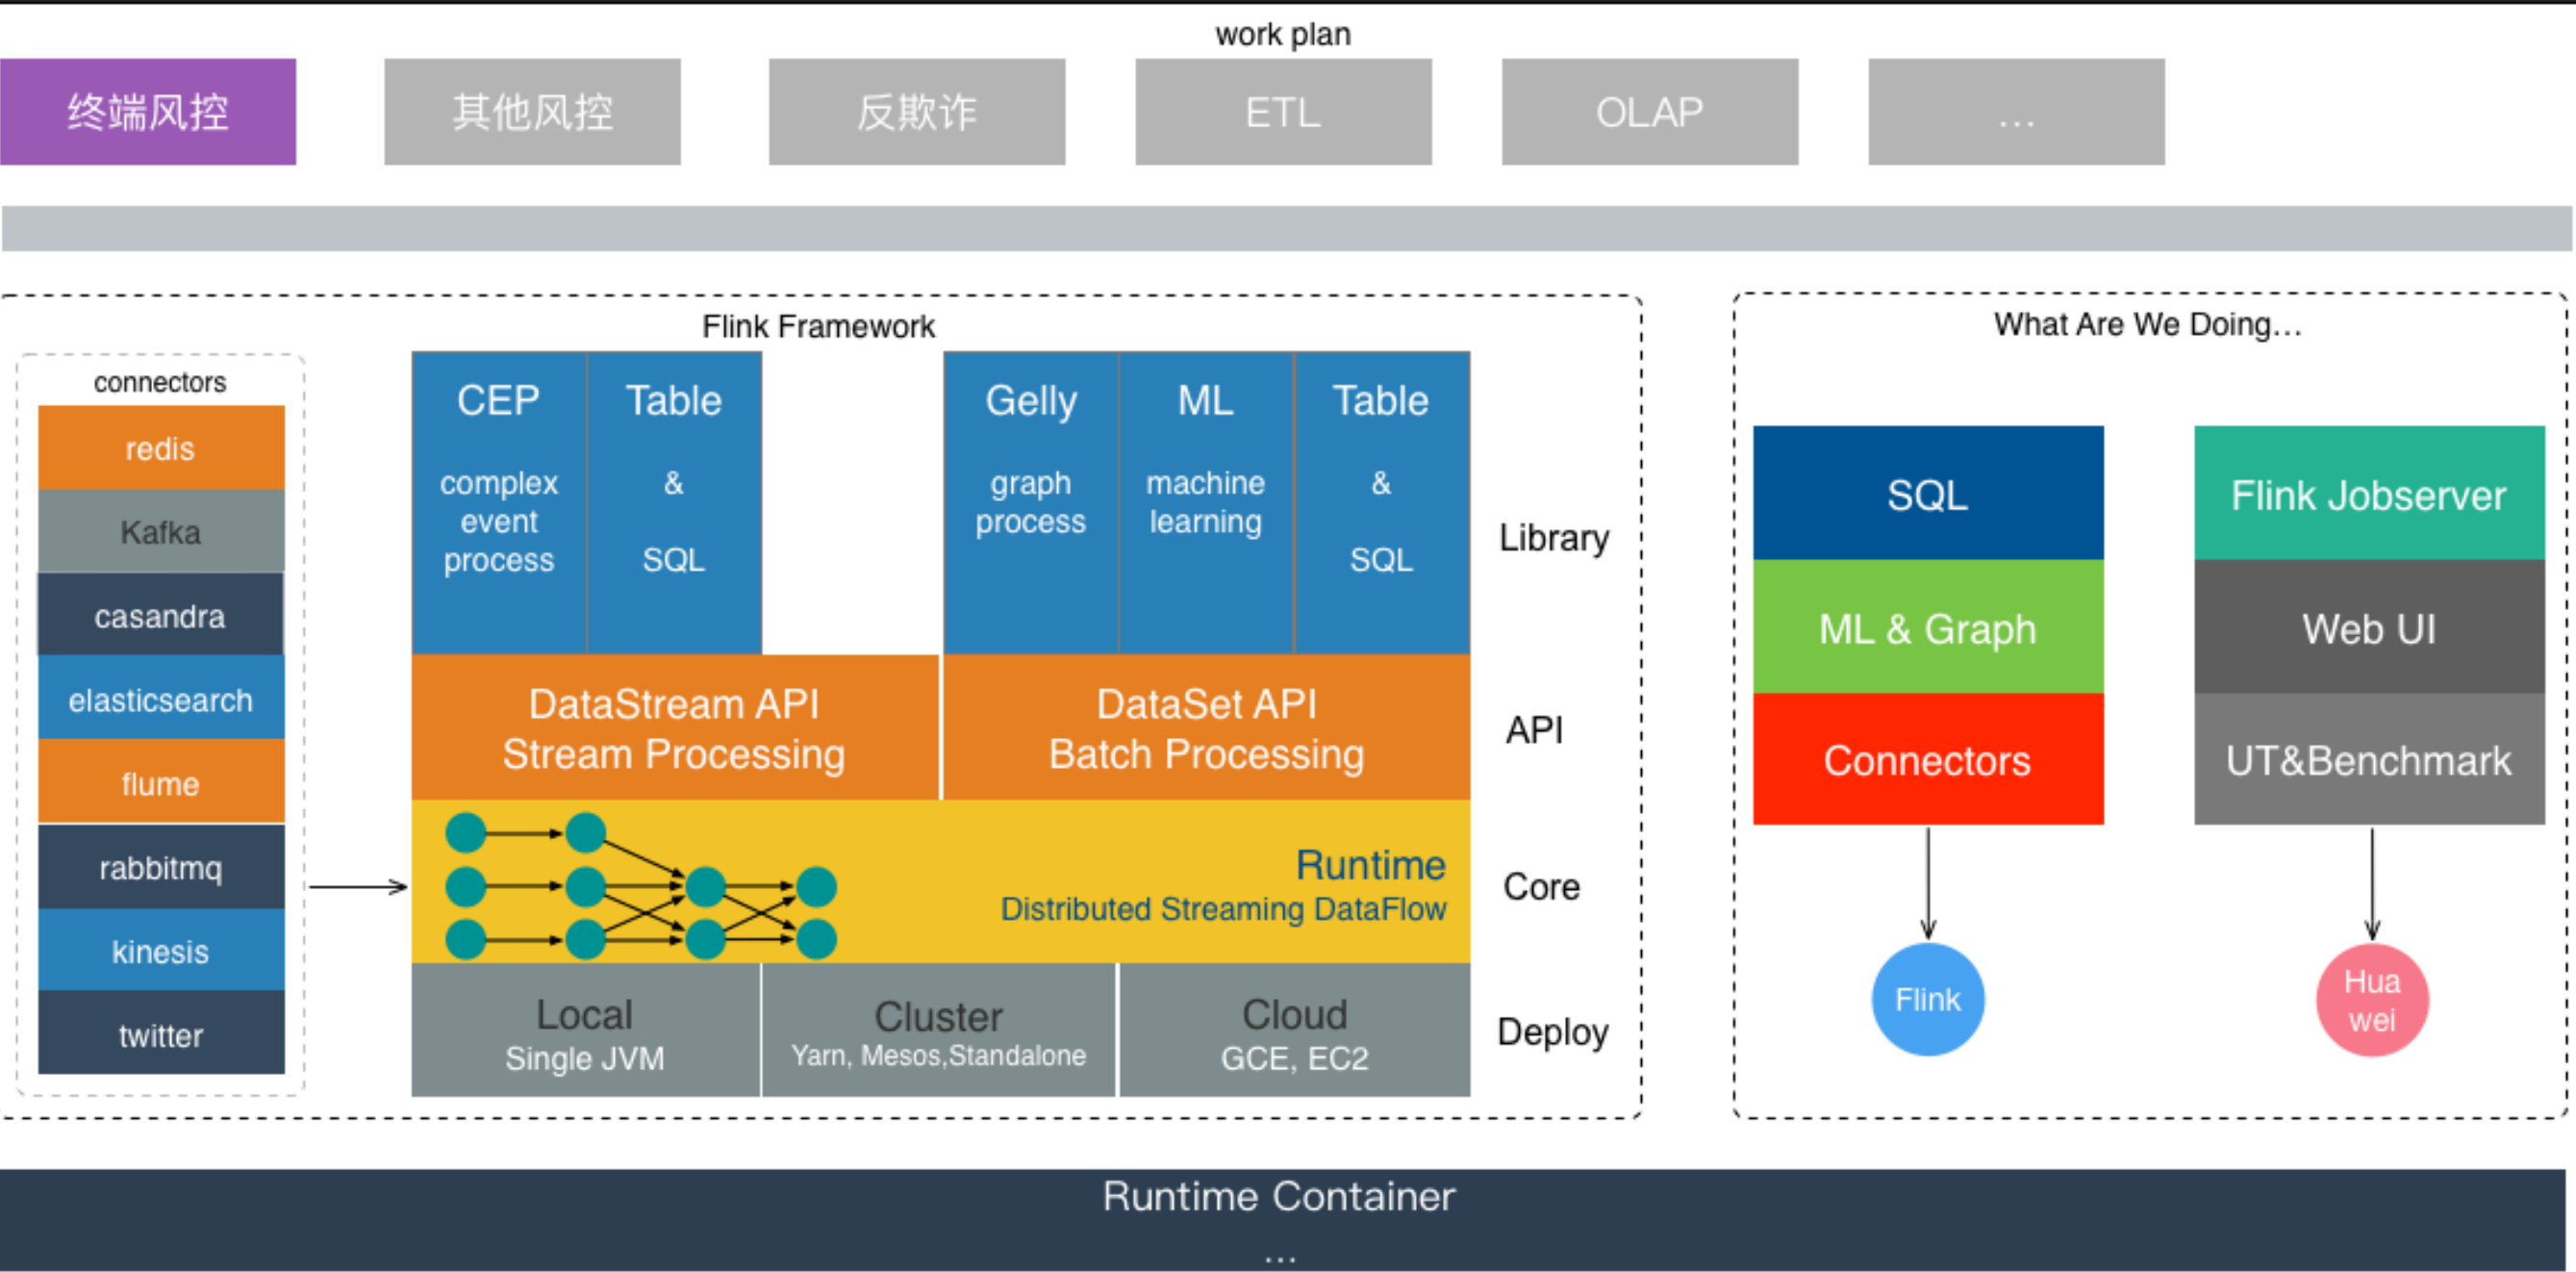 work plan
终端风控
其他风控
反欺诈
ETL
OLAP
...
Flink Framework
connectors
redis
Kafka
casandra
elasticsearch
flume
rabbitmq
kinesis
twitter
CEP
complex
event
process
Table
&
SQL
Gelly
graph
process
ML
machine
learning
Table
&
SQL
Library
DataStream API
Stream Processing
DataSet API
Batch Processing
API
Runtime
Distributed Streaming DataFlow
Core
Local
Single JVM
Cluster
Yarn, Mesos,Standalone
Cloud
GCE, EC2
Deploy
What Are We Doing...
SQL
ML & Graph
Connectors
Flink
Flink Jobserver
Web UI
UT&Benchmark
Hua
wei
Runtime Container
...